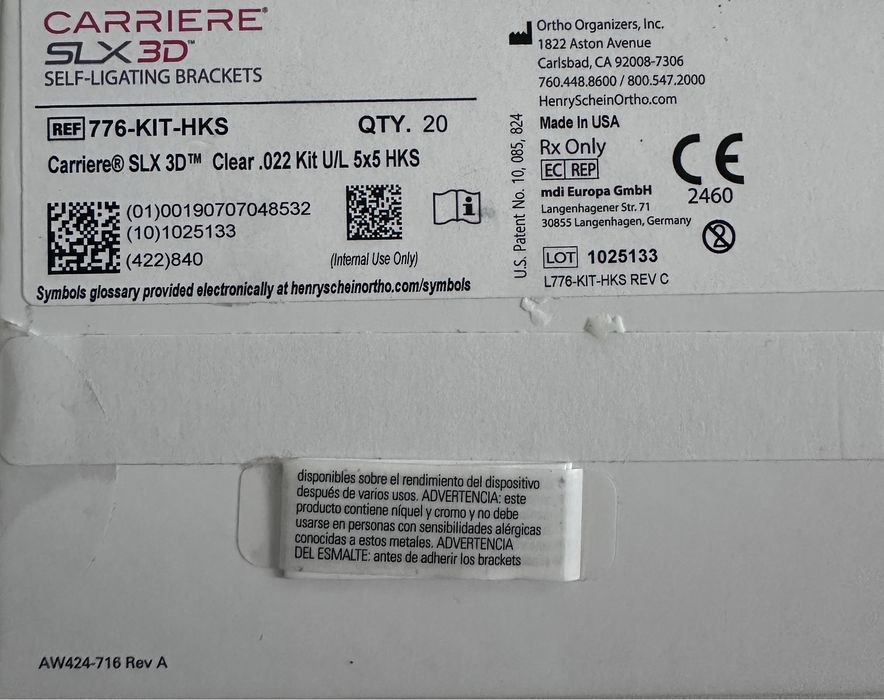 CARRIERE®
SLX 3D™
SELF-LIGATING BRACKETS
REF 776-KIT-HKS QTY. 20
Carriere® SLX 3D™ Clear .022 Kit U/L 5x5 HKS
(01)00190707048532
(10)1025133
(422)840
(Internal Use Only)
Symbols glossary provided electronically at henryscheinortho.com/symbols
U.S. Patent No. 10, 085, 824
Ortho Organizers, Inc.
1822 Aston Avenue
Carlsbad, CA 92008-7306
760.448.8600 / 800.547.2000
HenryScheinOrtho.com
Made In USA
Rx Only
EC REP
mdi Europa GmbH
Langenhagener Str. 71
30855 Langenhagen, Germany
LOT 1025133
L776-KIT-HKS REV C
CE
2460
2
disponibles sobre el rendimiento del dispositivo
después de varios usos. ADVERTENCIA: este
producto contiene níquel y cromo y no debe
usarse en personas con sensibilidades alérgicas
conocidas a estos metales. ADVERTENCIA
DEL ESMALTE: antes de adherir los brackets
AW424-716 Rev A